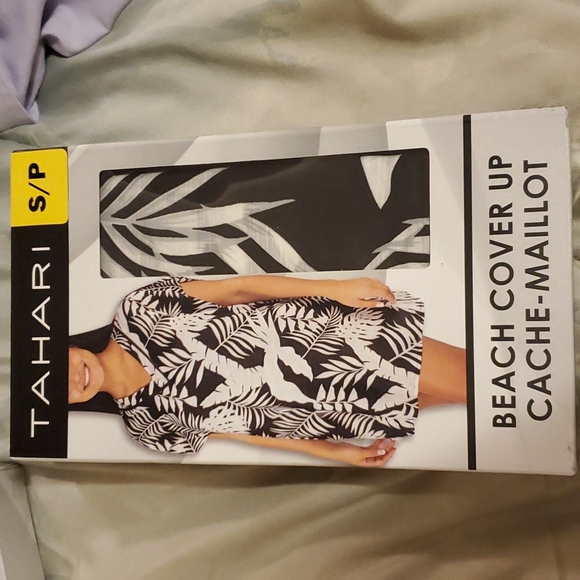 TAHARI
S/P
BEACH COVER UP
CACHE-MAILLOT